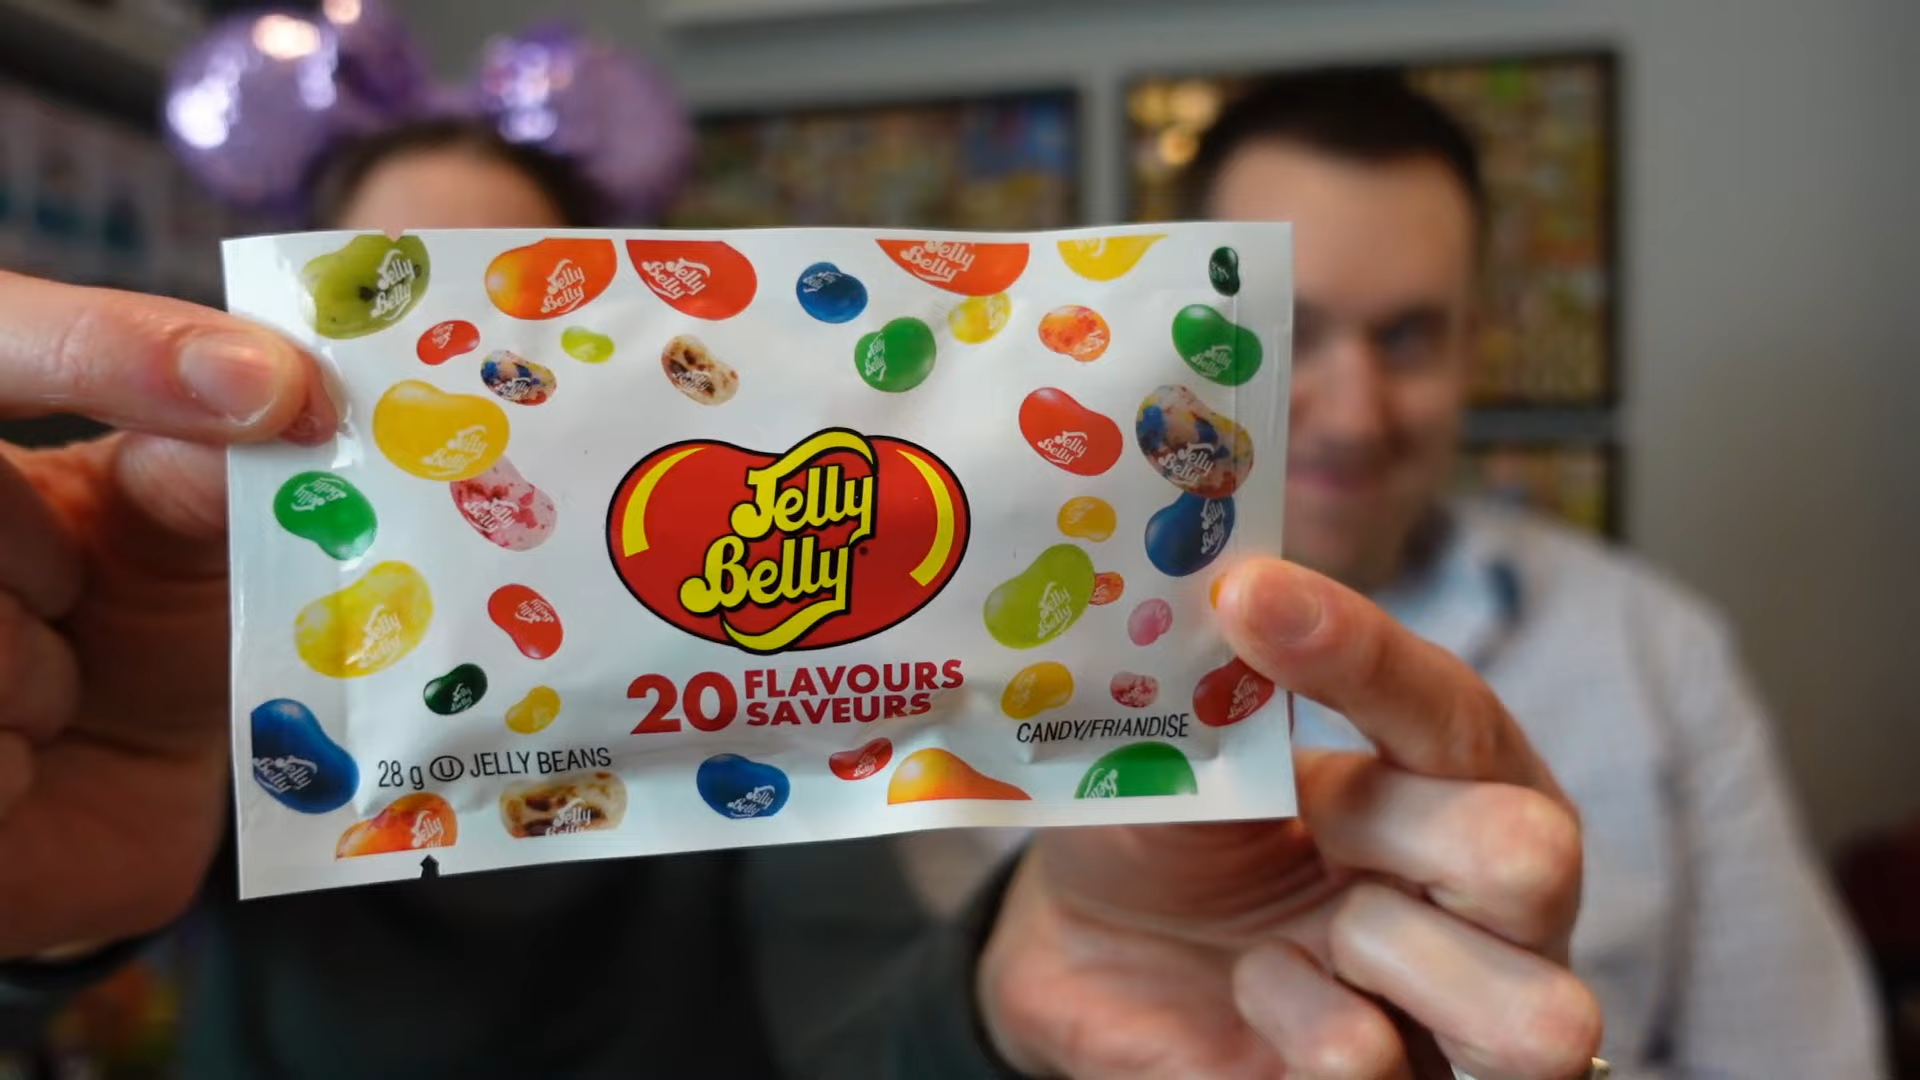 Jelly
Belly®
20 FLAVOURS
SAVEURS
CANDY/FRIANDISE
28 g U JELLY BEANS